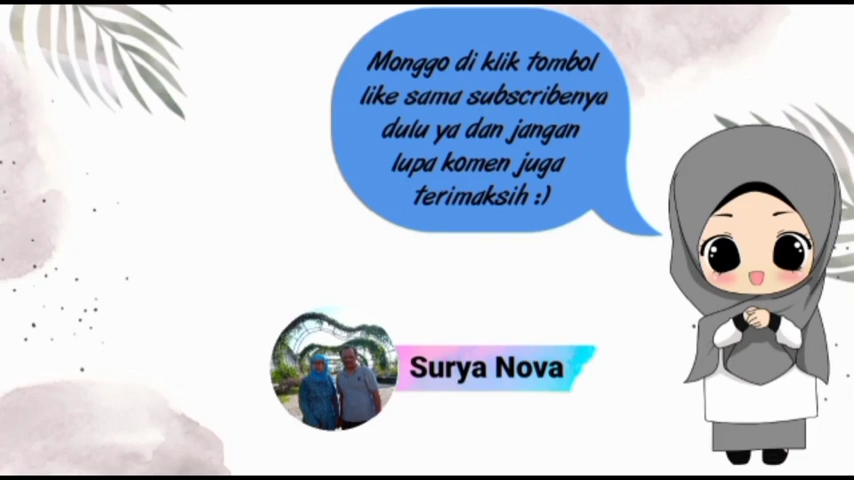 Monggo di klik tombol
like sama subscribenya
dulu ya dan jangan
lupa komen juga
terimaksih :)
Surya Nova